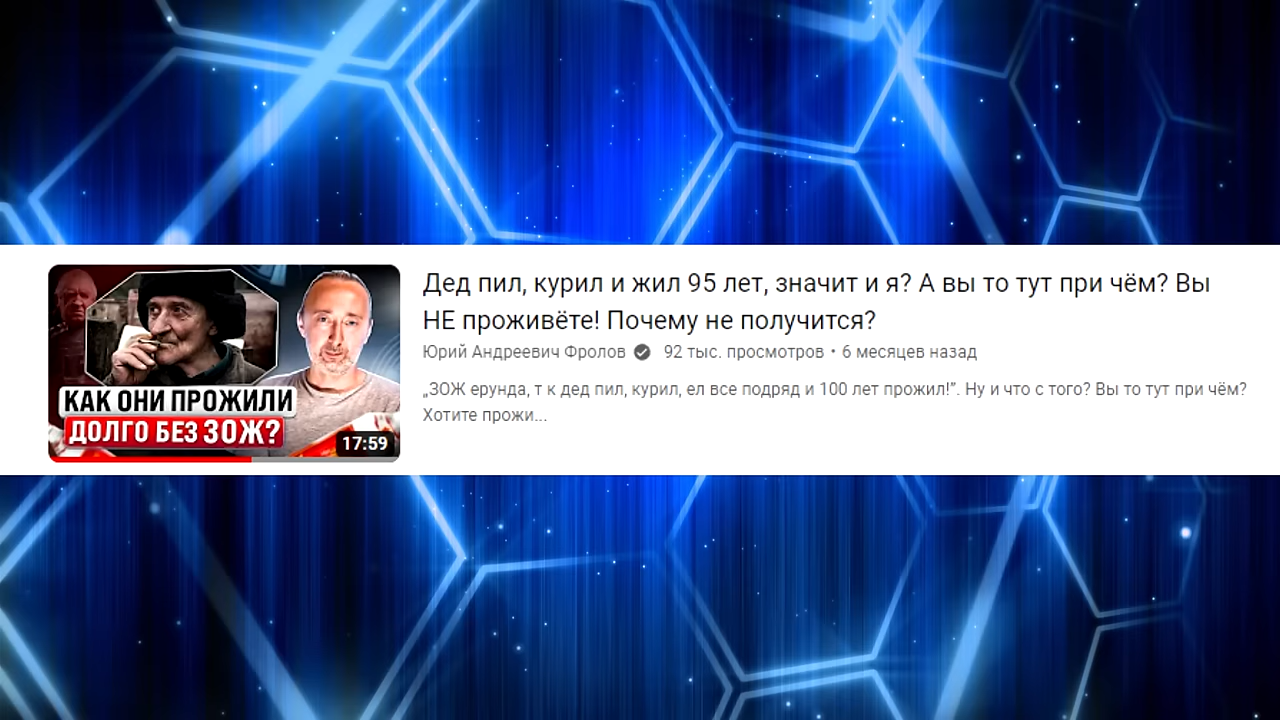 КАК ОНИ ПРОЖИЛИ
ДОЛГО БЕЗ ЗОЖ?
17:59
Дед пил, курил и жил 95 лет, значит и я? А вы то тут при чём? Вы
НЕ проживёте! Почему не получится?
Юрий Андреевич Фролов 92 тыс. просмотров • 6 месяцев назад
„ЗОЖ ерунда, т к дед пил, курил, ел все подряд и 100 лет прожил!”. Ну и что с того? Вы то тут при чём?
Хотите прожи...